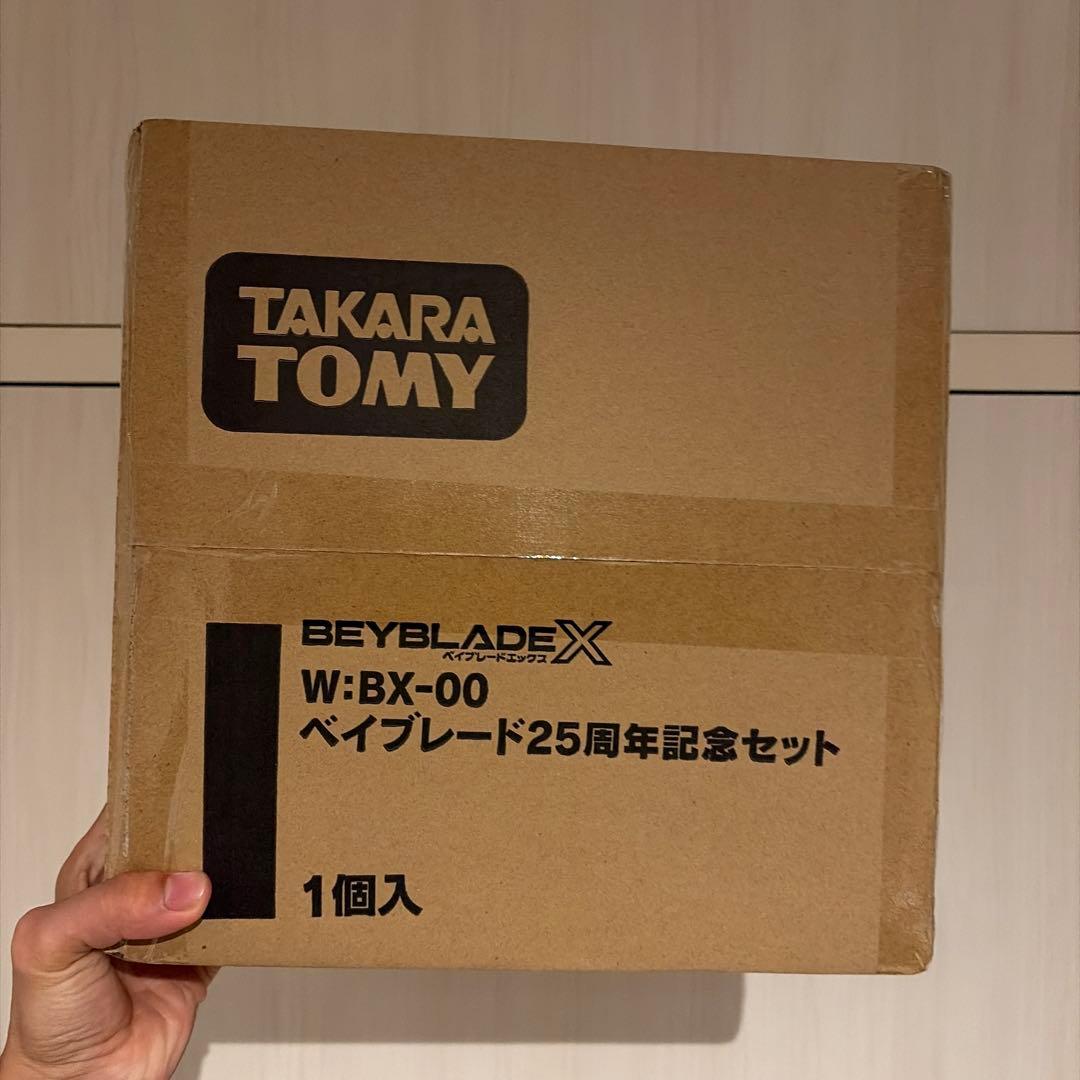 TAKARA
TOMY
BEYBLADE X
ベイブレードエックス
W:BX-00
ベイブレード25周年記念セット
1個入